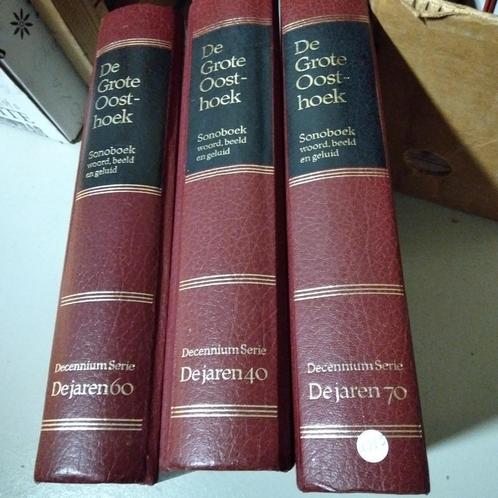 De
Grote
Oost-
hoek
Sonoboek
woord, beeld
en geluid
Decennium Serie
De jaren 60
De
Grote
Oost-
hoek
Sonoboek
woord, beeld
en geluid
Decennium Serie
De jaren 40
De
Grote
Oost-
hoek
Sonoboek
woord, beeld
en geluid
Decennium Serie
De jaren 70